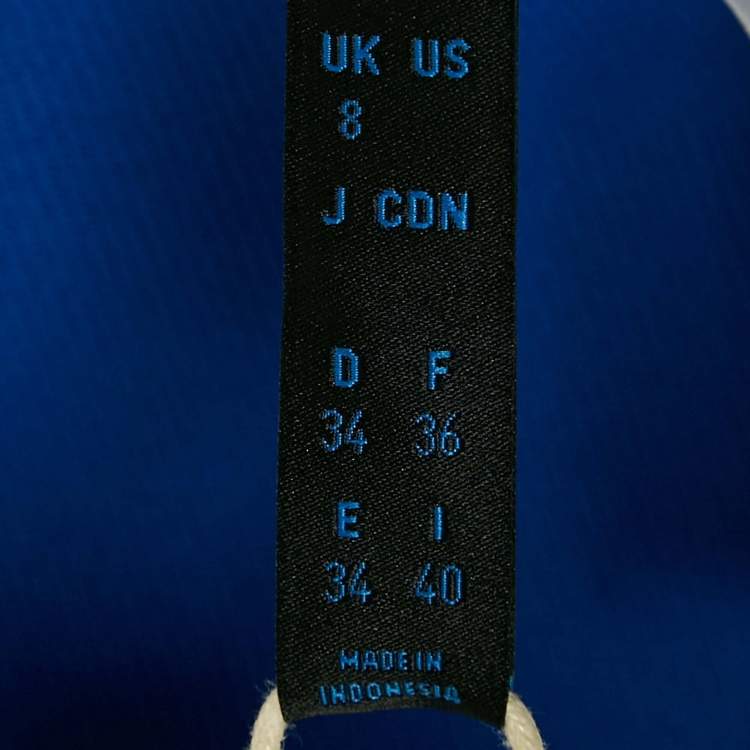 UK US
8
J CDN
D F
34 36
E I
34 40
MADE IN
INDONESIA